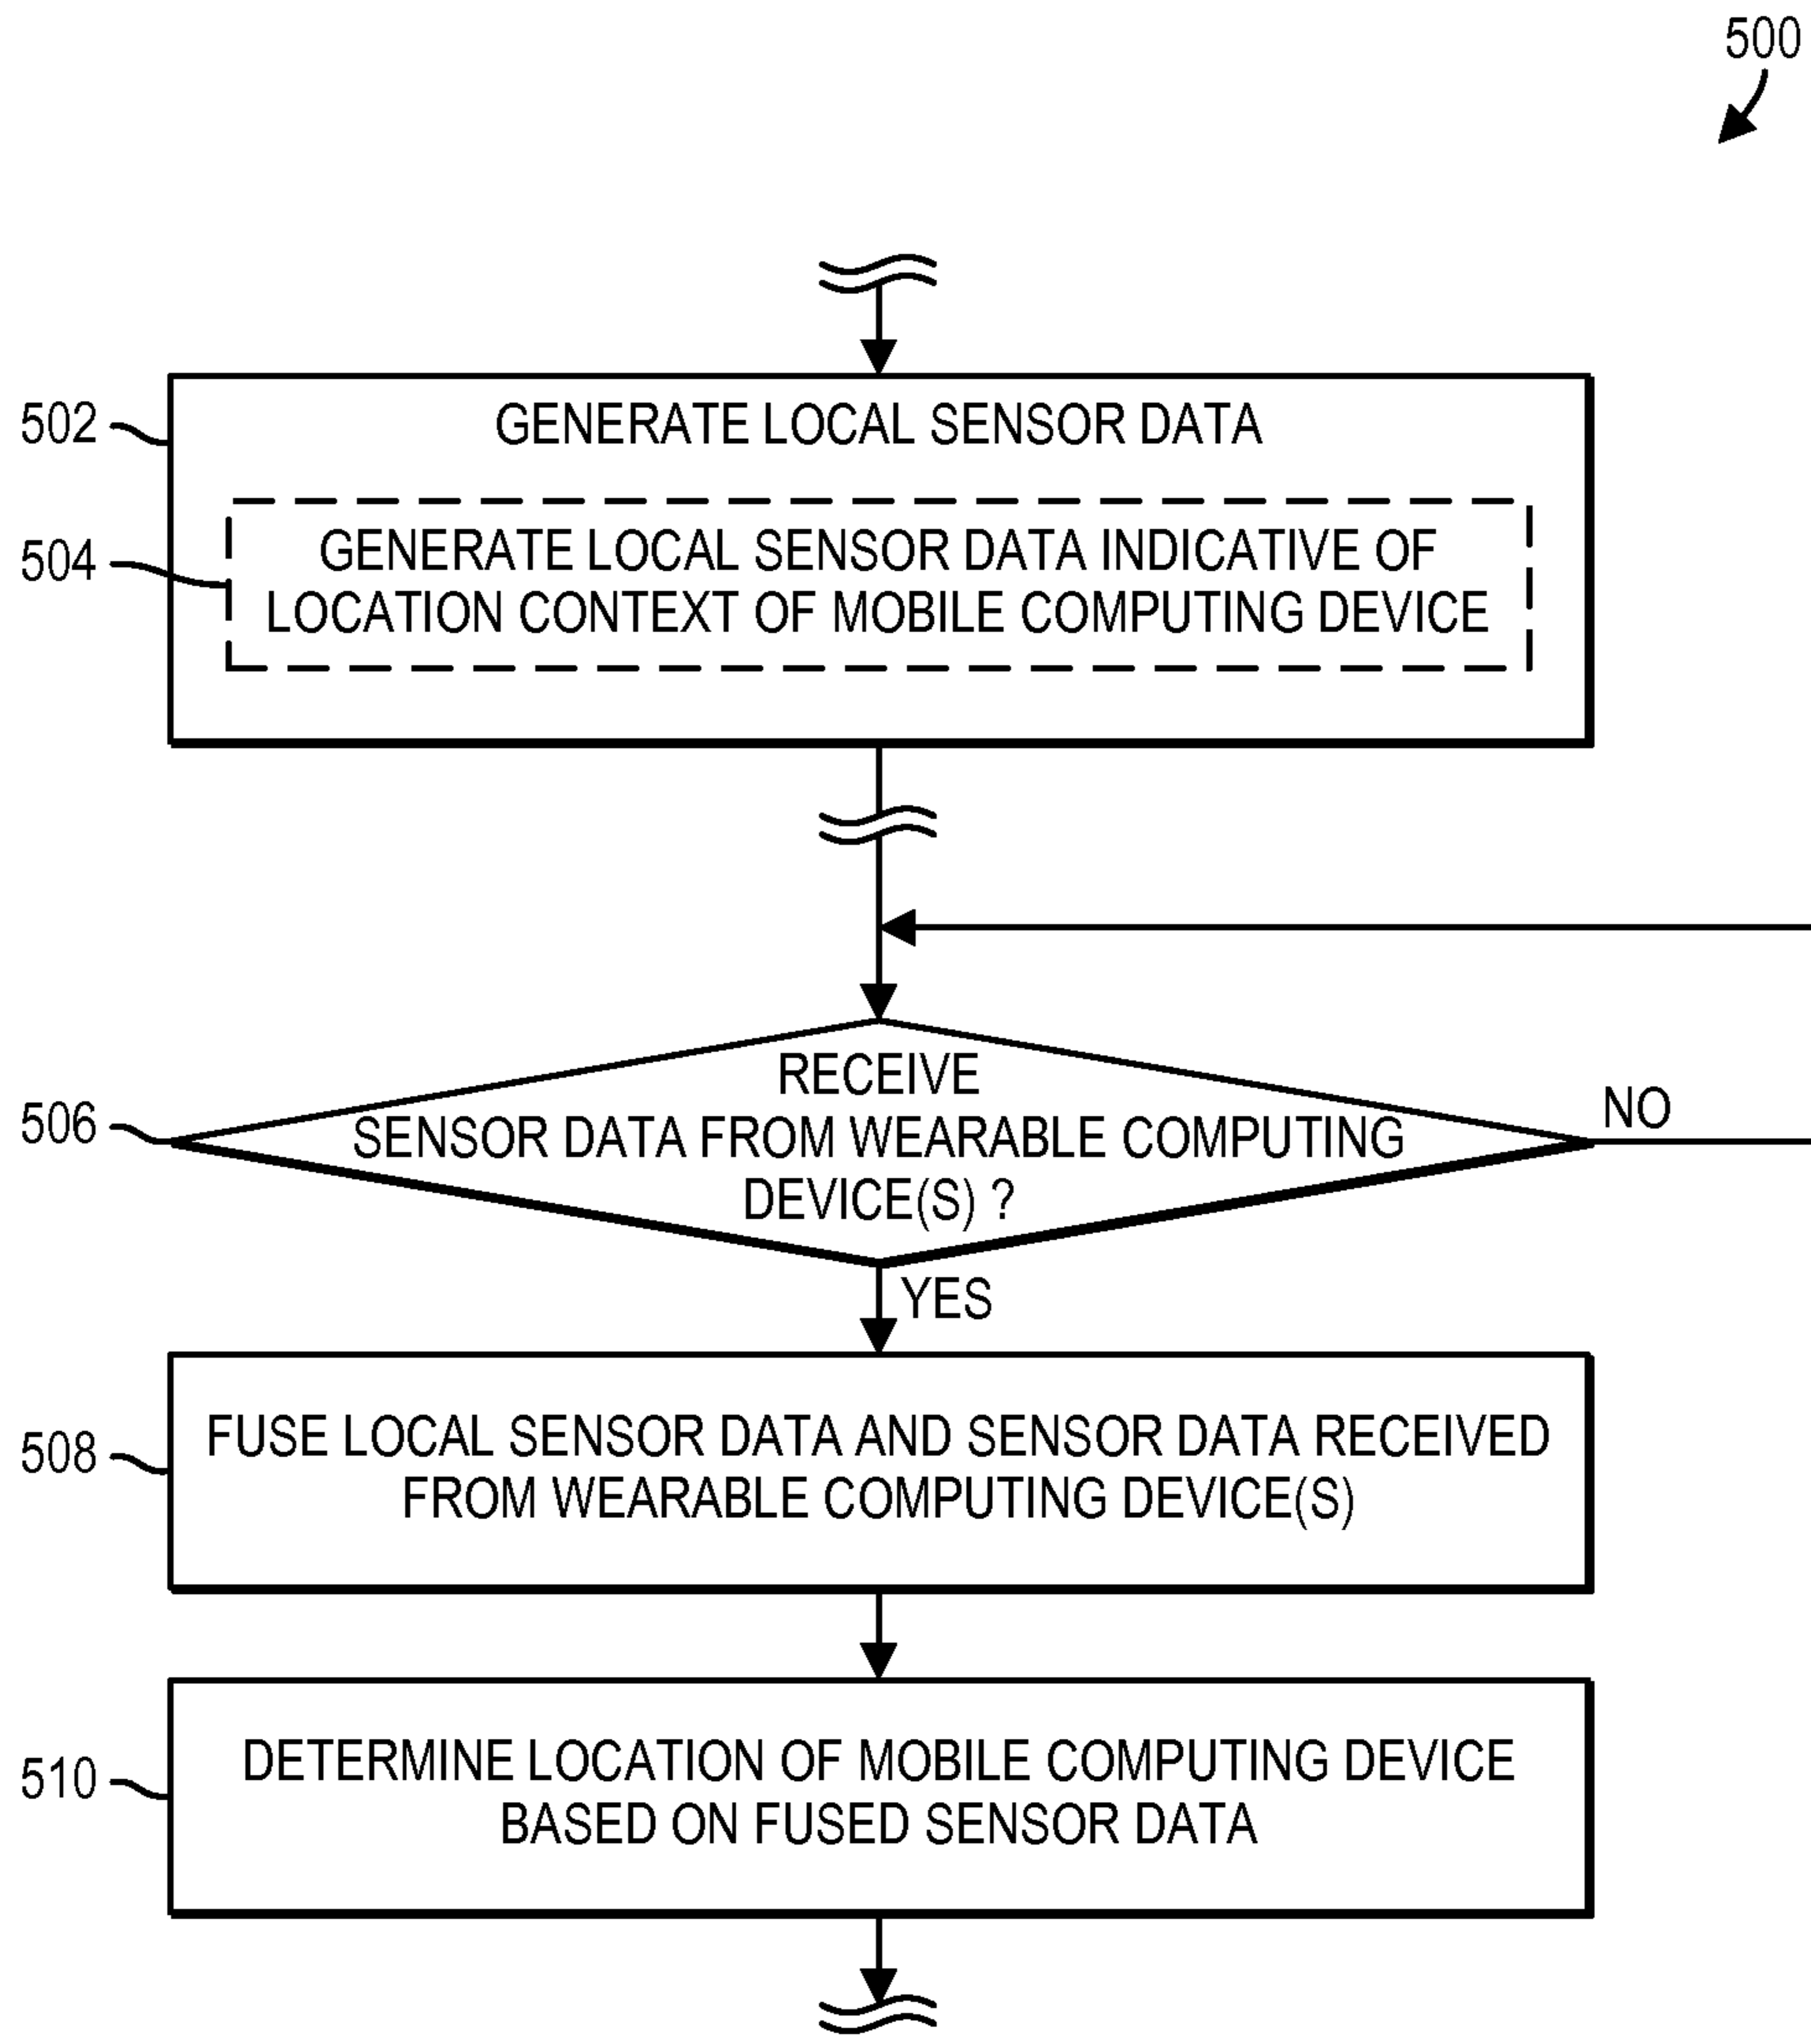 500
502
GENERATE LOCAL SENSOR DATA
504
GENERATE LOCAL SENSOR DATA INDICATIVE OF
LOCATION CONTEXT OF MOBILE COMPUTING DEVICE
506
RECEIVE
SENSOR DATA FROM WEARABLE COMPUTING
DEVICE(S) ?
NO
YES
508
FUSE LOCAL SENSOR DATA AND SENSOR DATA RECEIVED
FROM WEARABLE COMPUTING DEVICE(S)
510
DETERMINE LOCATION OF MOBILE COMPUTING DEVICE
BASED ON FUSED SENSOR DATA